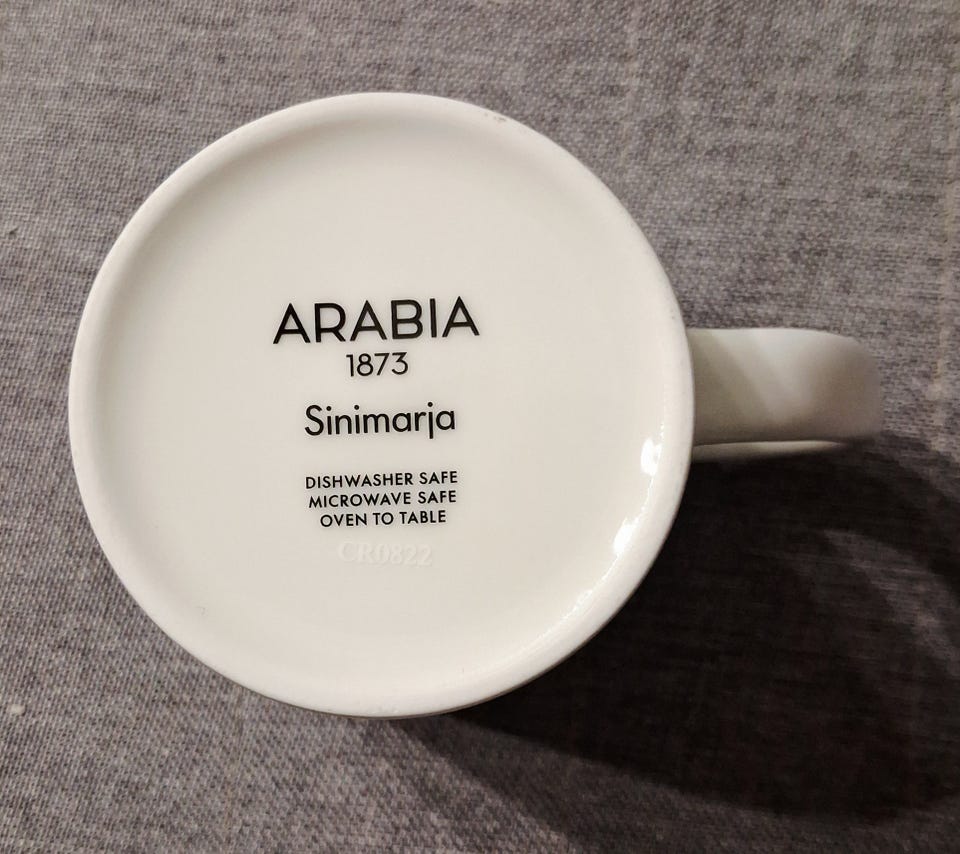 ARABIA
1873
Sinimarja
DISHWASHER SAFE
MICROWAVE SAFE
OVEN TO TABLE
CR0822